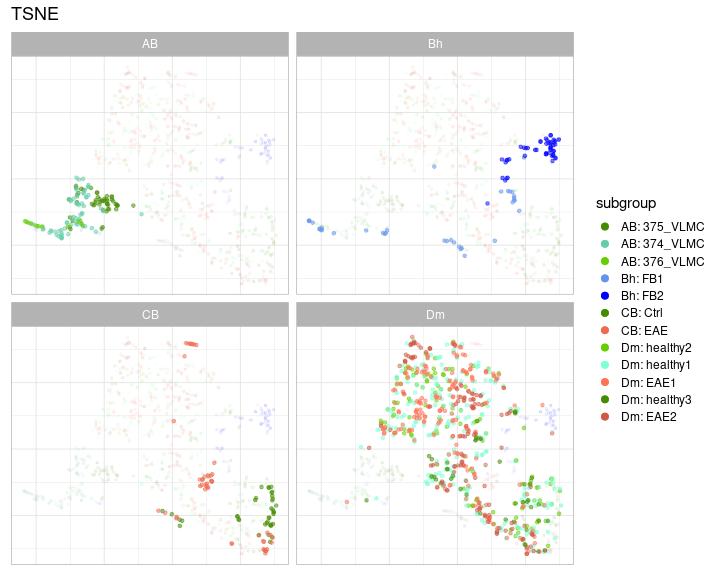 TSNE
AB
Bh
CB
Dm
subgroup
AB: 375_VLMC
AB: 374_VLMC
AB: 376_VLMC
Bh: FB1
Bh: FB2
CB: Ctrl
CB: EAE
Dm: healthy2
Dm: healthy1
Dm: EAE1
Dm: healthy3
Dm: EAE2